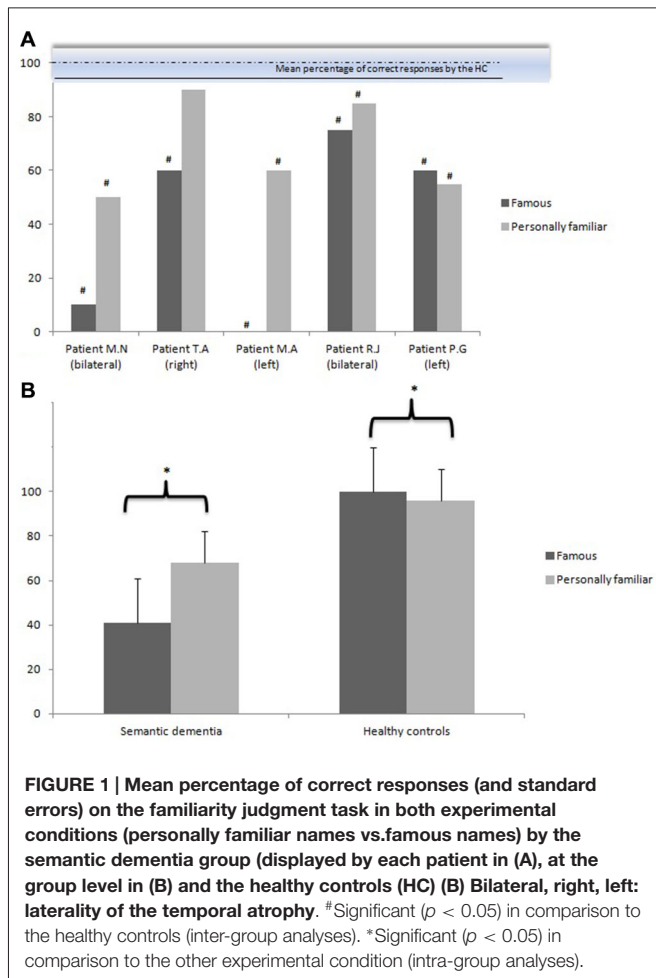 A
100
Mean percentage of correct responses by the HC
80
60
40
20
0
# # # # # # # # #
Famous
Personally familiar
Patient M.N Patient T.A Patient M.A Patient R.J Patient P.G
(bilateral) (right) (left) (bilateral) (left)
B
* *
100
80
60
40
20
0
Famous
Personally familiar
Semantic dementia Healthy controls
FIGURE 1 | Mean percentage of correct responses (and standard
errors) on the familiarity judgment task in both experimental
conditions (personally familiar names vs.famous names) by the
semantic dementia group (displayed by each patient in (A), at the
group level in (B) and the healthy controls (HC) (B) Bilateral, right, left:
laterality of the temporal atrophy. #Significant (p < 0.05) in comparison to
the healthy controls (inter-group analyses). *Significant (p < 0.05) in
comparison to the other experimental condition (intra-group analyses).